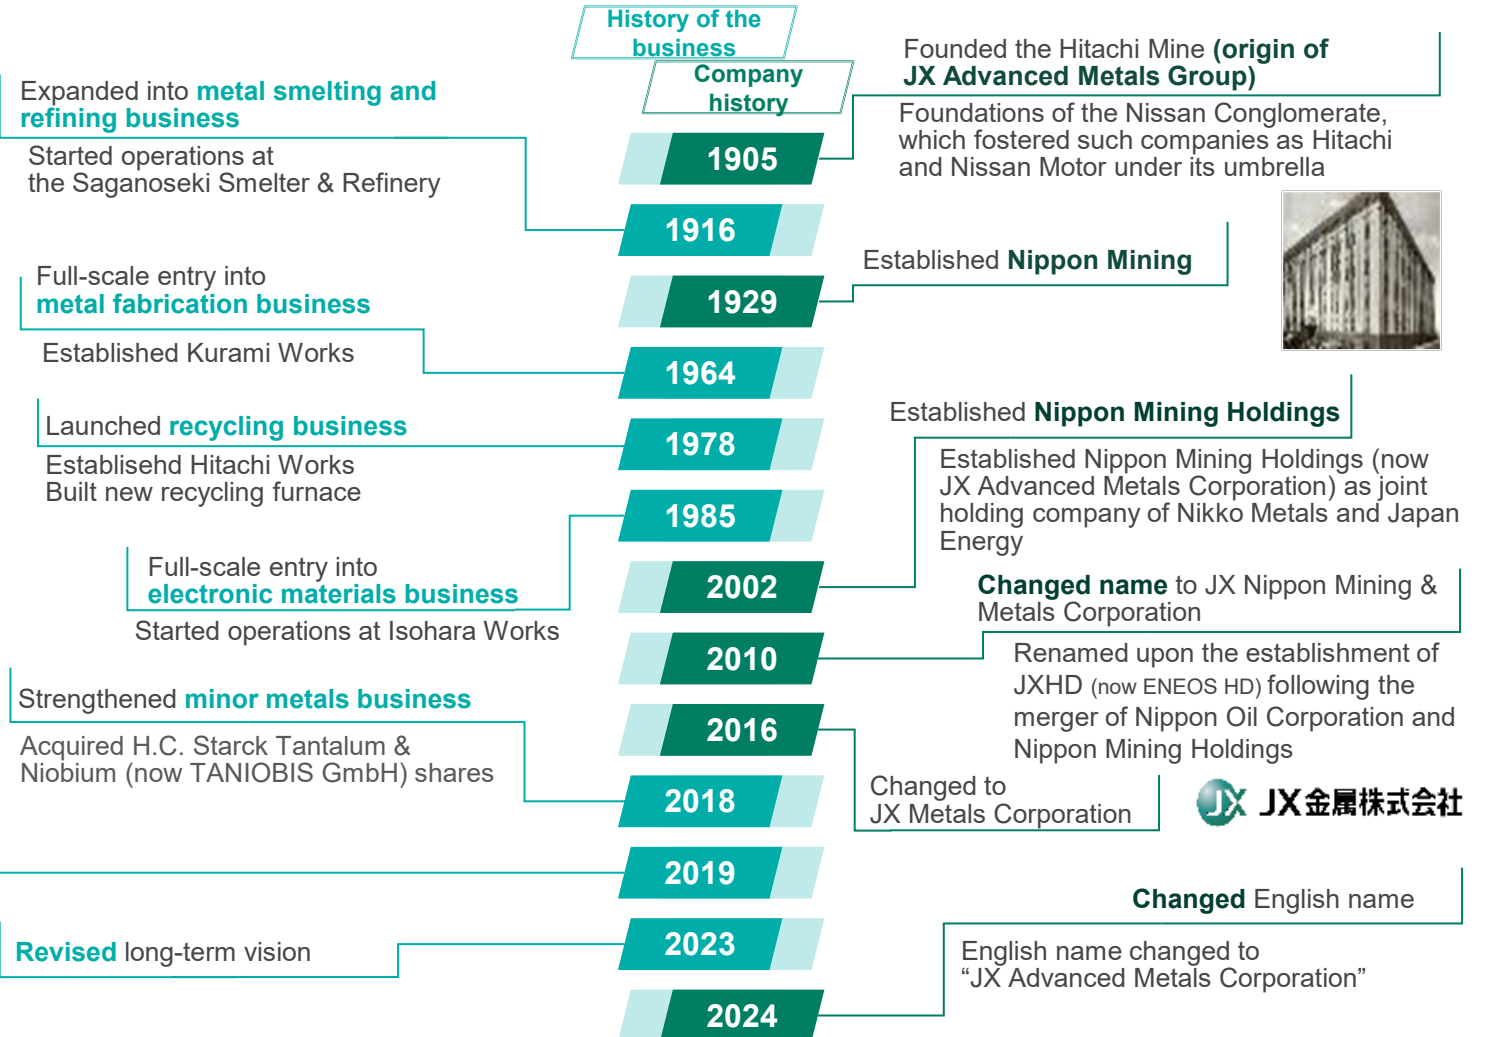 History of the
business
Company
history
1905
Founded the Hitachi Mine (origin of
JX Advanced Metals Group)
Foundations of the Nissan Conglomerate,
which fostered such companies as Hitachi
and Nissan Motor under its umbrella
Expanded into metal smelting and
refining business
Started operations at
the Saganoseki Smelter & Refinery
1916
Established Nippon Mining
1929
Full-scale entry into
metal fabrication business
Established Kurami Works
1964
Launched recycling business
Establisehd Hitachi Works
Built new recycling furnace
1978
1985
Full-scale entry into
electronic materials business
Started operations at Isohara Works
Established Nippon Mining Holdings
Established Nippon Mining Holdings (now
JX Advanced Metals Corporation) as joint
holding company of Nikko Metals and Japan
Energy
2002
Changed name to JX Nippon Mining &
Metals Corporation
2010
Renamed upon the establishment of
JXHD (now ENEOS HD) following the
merger of Nippon Oil Corporation and
Nippon Mining Holdings
2016
Changed to
JX Metals Corporation
JX JX金属株式会社
Strengthened minor metals business
Acquired H.C. Starck Tantalum &
Niobium (now TANIOBIS GmbH) shares
2018
2019
Revised long-term vision
2023
Changed English name
English name changed to
“JX Advanced Metals Corporation”
2024